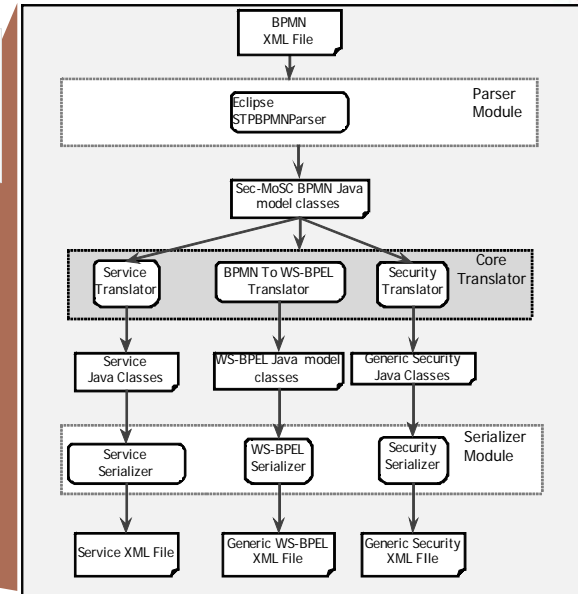 BPMN
XML File
Parser
Module
Eclipse
STPBPMNParser
Sec-MoSC BPMN Java
model classes
Core
Translator
Service
Translator
BPMN To WS-BPEL
Translator
Security
Translator
Service
Java Classes
WS-BPEL Java model
classes
Generic Security
Java Classes
Serializer
Module
Service
Serializer
WS-BPEL
Serializer
Security
Serializer
Service XML File
Generic WS-BPEL
XML File
Generic Security
XML FIle